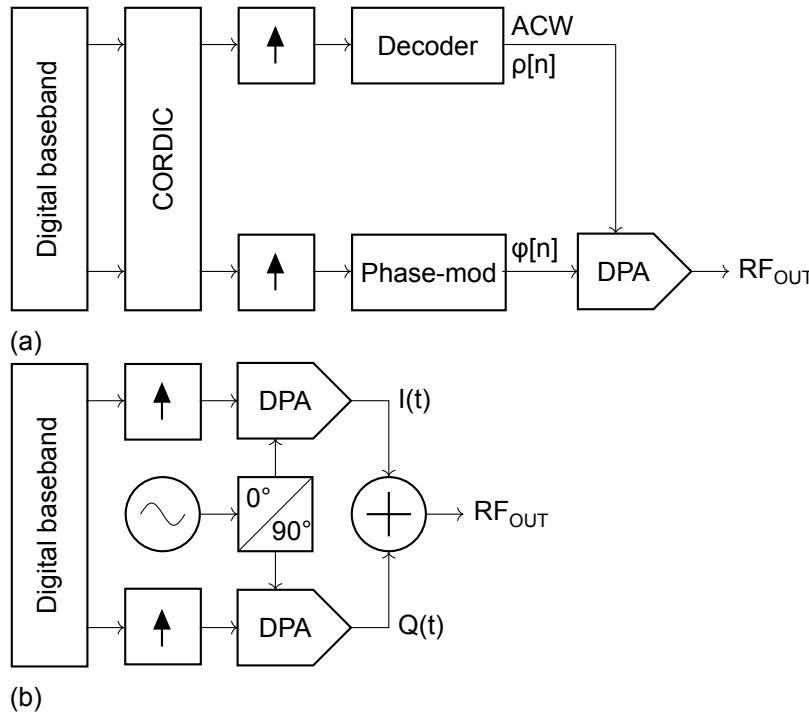 Digital baseband
CORDIC
Decoder
ACW
ρ[n]
Phase-mod
φ[n]
DPA
RF_OUT
(a)
Digital baseband
DPA
I(t)
0°
90°
RF_OUT
DPA
Q(t)
(b)